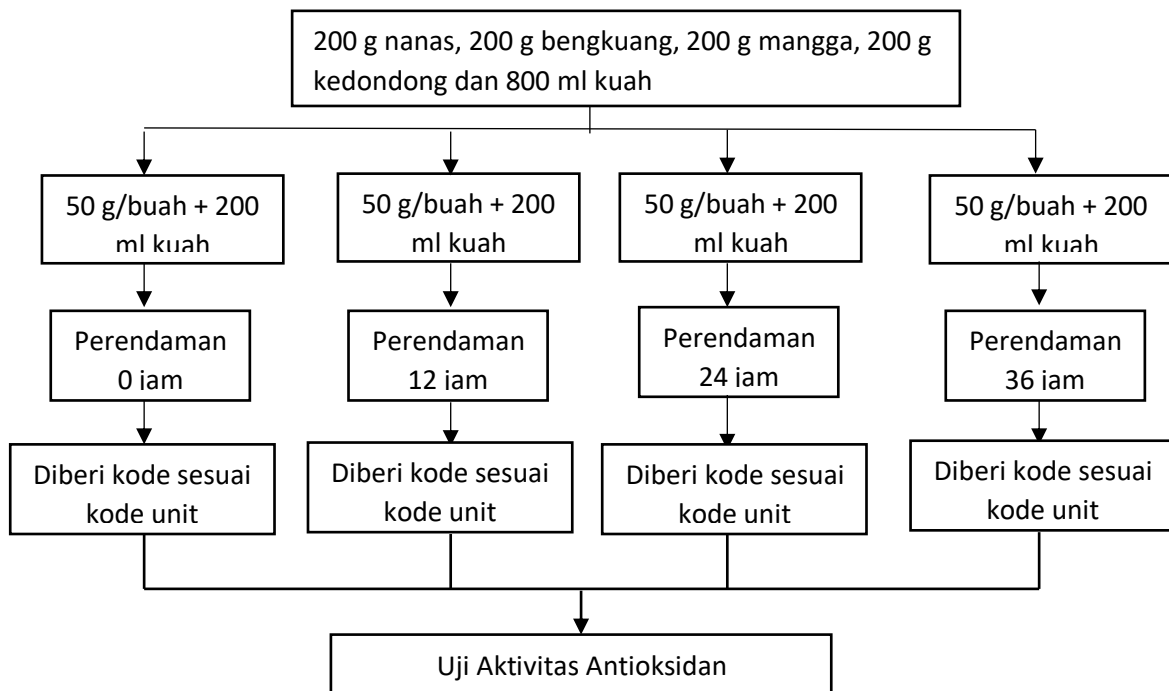 200 g nanas, 200 g bengkuang, 200 g mangga, 200 g
kedondong dan 800 ml kuah
50 g/buah + 200
ml kuah
50 g/buah + 200
ml kuah
50 g/buah + 200
ml kuah
50 g/buah + 200
ml kuah
Perendaman
0 jam
Perendaman
12 jam
Perendaman
24 jam
Perendaman
36 jam
Diberi kode sesuai
kode unit
Diberi kode sesuai
kode unit
Diberi kode sesuai
kode unit
Diberi kode sesuai
kode unit
Uji Aktivitas Antioksidan